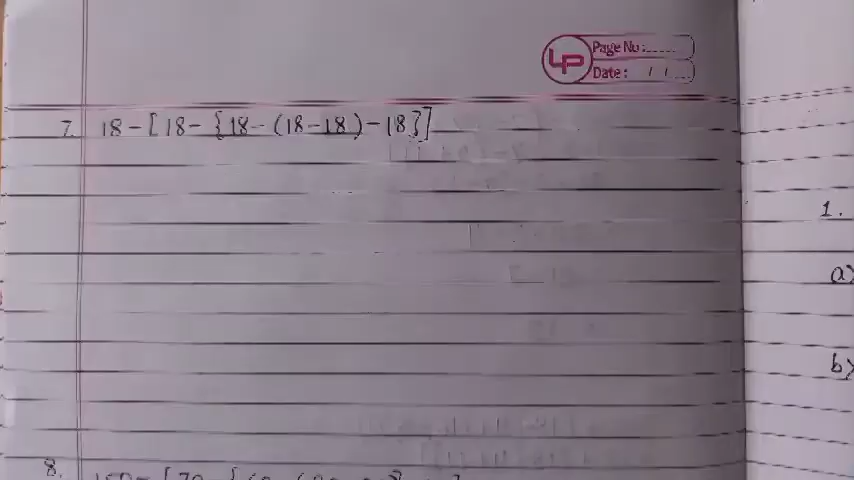 LP
Page No.:
Date: / /
7. 18-[18-{18-(18-18)-18}]
1.
a)
b)
8.